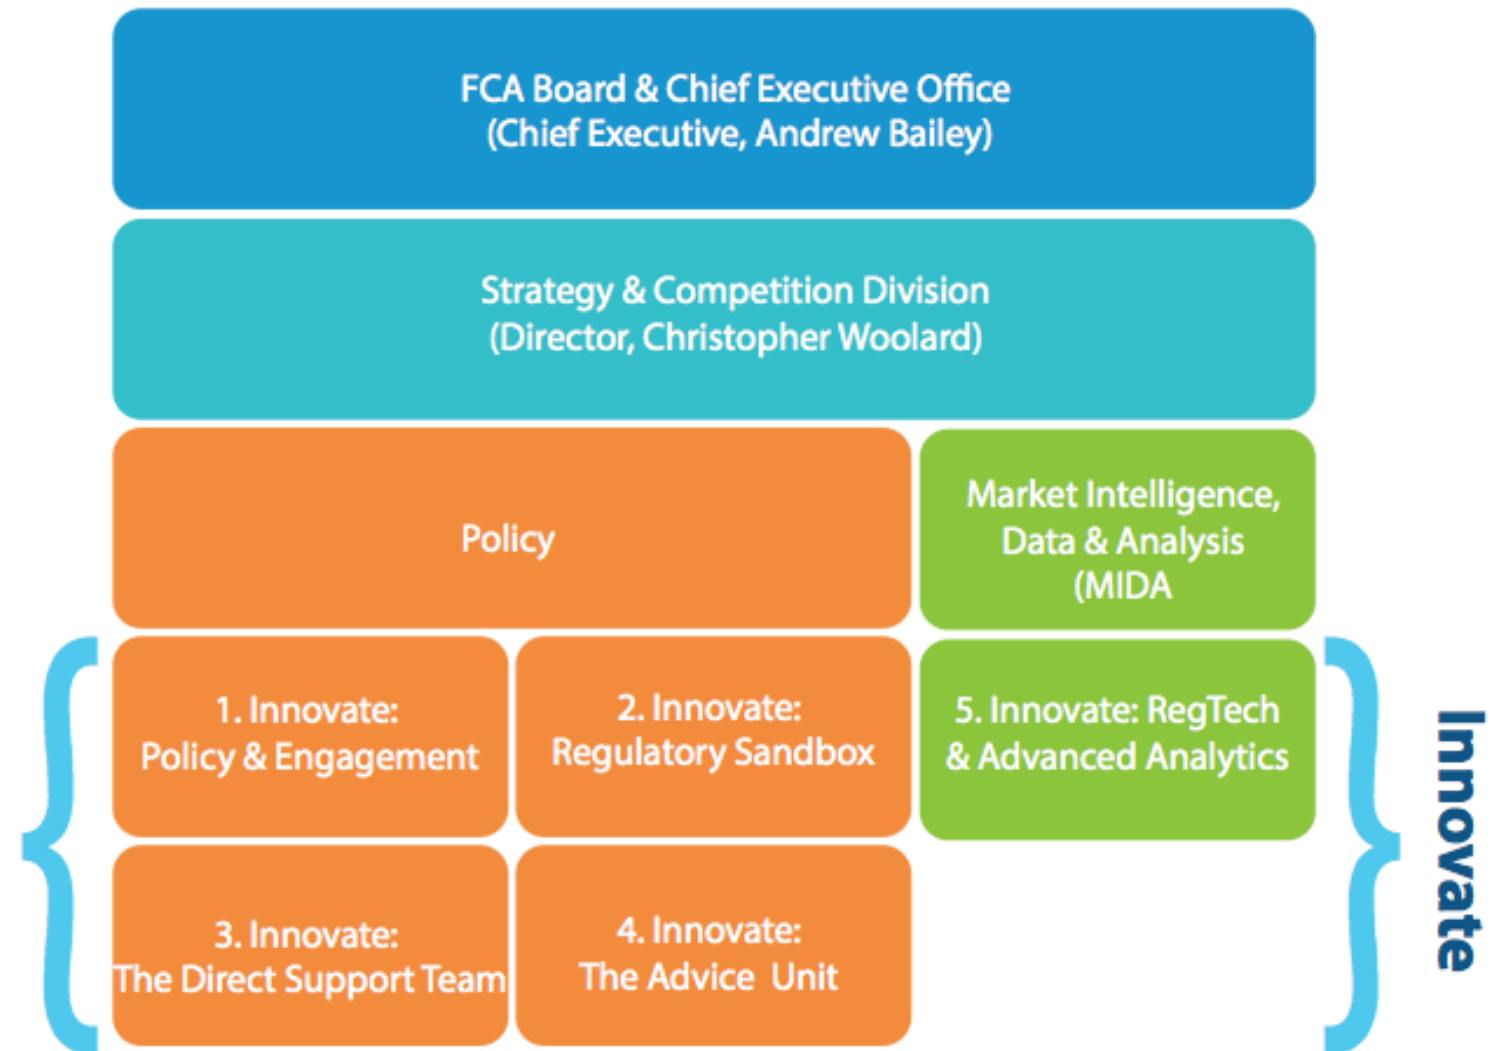 FCA Board & Chief Executive Office
(Chief Executive, Andrew Bailey)
Strategy & Competition Division
(Director, Christopher Woolard)
Policy
Market Intelligence,
Data & Analysis
(MIDA
1. Innovate:
Policy & Engagement
2. Innovate:
Regulatory Sandbox
5. Innovate: RegTech
& Advanced Analytics
3. Innovate:
The Direct Support Team
4. Innovate:
The Advice Unit
Innovate